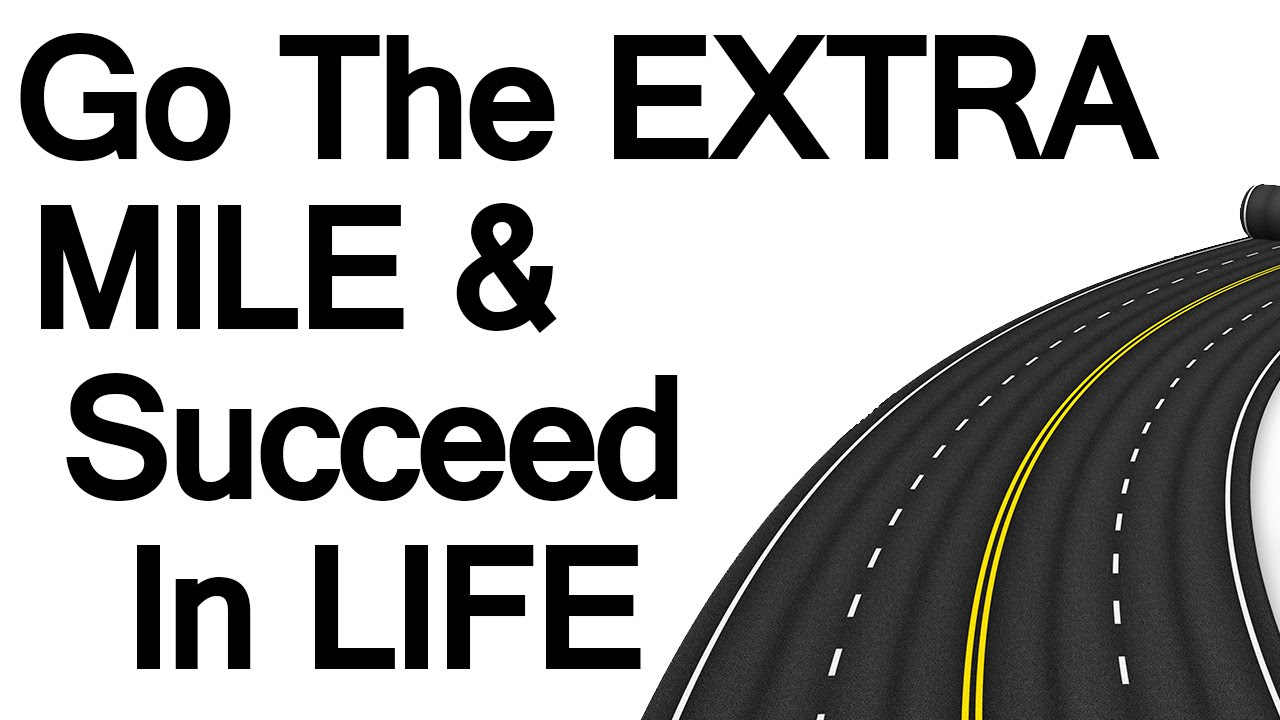 Go The EXTRA
MILE &
Succeed
In LIFE